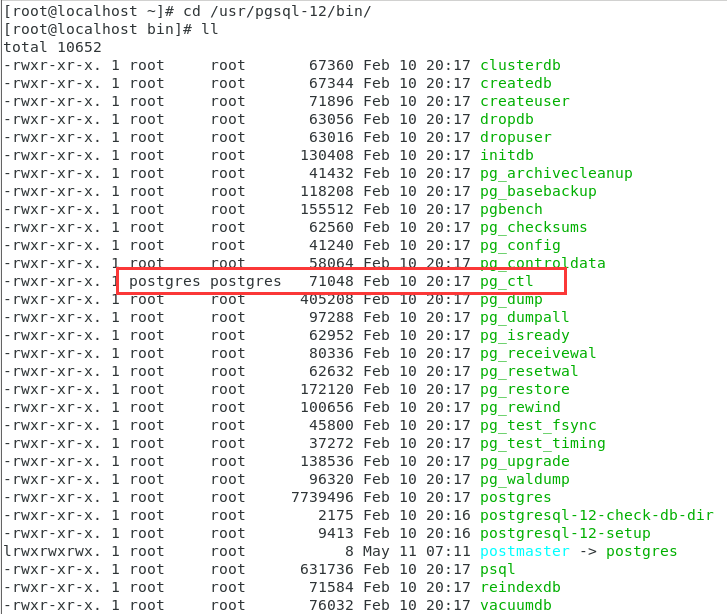 [root@localhost ~]# cd /usr/pgsql-12/bin/
[root@localhost bin]# ll
total 10652
-rwxr-xr-x. 1 root     root       67360 Feb 10 20:17 clusterdb
-rwxr-xr-x. 1 root     root       67344 Feb 10 20:17 createdb
-rwxr-xr-x. 1 root     root       71896 Feb 10 20:17 createuser
-rwxr-xr-x. 1 root     root       63056 Feb 10 20:17 dropdb
-rwxr-xr-x. 1 root     root       63016 Feb 10 20:17 dropuser
-rwxr-xr-x. 1 root     root      130408 Feb 10 20:17 initdb
-rwxr-xr-x. 1 root     root       41432 Feb 10 20:17 pg_archivecleanup
-rwxr-xr-x. 1 root     root      118208 Feb 10 20:17 pg_basebackup
-rwxr-xr-x. 1 root     root      155512 Feb 10 20:17 pgbench
-rwxr-xr-x. 1 root     root       62560 Feb 10 20:17 pg_checksums
-rwxr-xr-x. 1 root     root       41240 Feb 10 20:17 pg_config
-rwxr-xr-x. 1 root     root       58064 Feb 10 20:17 pg_controldata
-rwxr-xr-x. 1 postgres postgres   71048 Feb 10 20:17 pg_ctl
-rwxr-xr-x. 1 root     root      405208 Feb 10 20:17 pg_dump
-rwxr-xr-x. 1 root     root       97288 Feb 10 20:17 pg_dumpall
-rwxr-xr-x. 1 root     root       62952 Feb 10 20:17 pg_isready
-rwxr-xr-x. 1 root     root       80336 Feb 10 20:17 pg_receivewal
-rwxr-xr-x. 1 root     root       62632 Feb 10 20:17 pg_resetwal
-rwxr-xr-x. 1 root     root      172120 Feb 10 20:17 pg_restore
-rwxr-xr-x. 1 root     root      100656 Feb 10 20:17 pg_rewind
-rwxr-xr-x. 1 root     root       45800 Feb 10 20:17 pg_test_fsync
-rwxr-xr-x. 1 root     root       37272 Feb 10 20:17 pg_test_timing
-rwxr-xr-x. 1 root     root      138536 Feb 10 20:17 pg_upgrade
-rwxr-xr-x. 1 root     root       96320 Feb 10 20:17 pg_waldump
-rwxr-xr-x. 1 root     root     7739496 Feb 10 20:17 postgres
-rwxr-xr-x. 1 root     root        2175 Feb 10 20:16 postgresql-12-check-db-dir
-rwxr-xr-x. 1 root     root        9413 Feb 10 20:16 postgresql-12-setup
lrwxrwxrwx. 1 root     root           8 May 11 07:11 postmaster -> postgres
-rwxr-xr-x. 1 root     root      631736 Feb 10 20:17 psql
-rwxr-xr-x. 1 root     root       71584 Feb 10 20:17 reindexdb
-rwxr-xr-x. 1 root     root       76032 Feb 10 20:17 vacuumdb